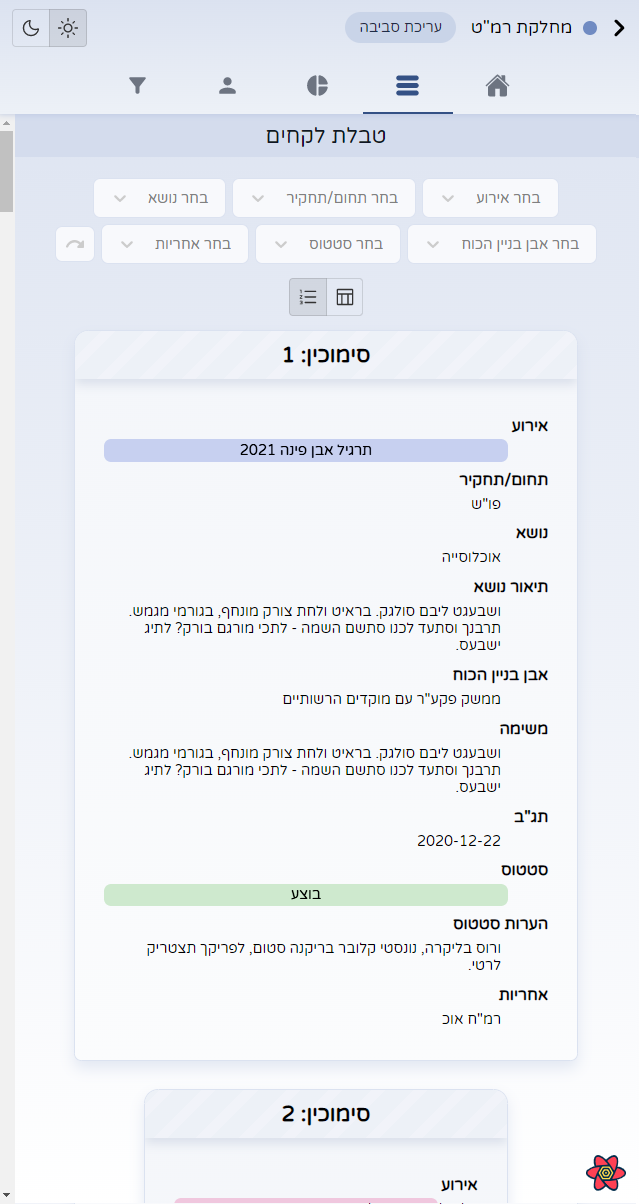 מחלקת רמ"ט
עריכת סביבה
טבלת לקחים
בחר אירוע
בחר תחום/תחקיר
בחר נושא
בחר אבן בניין הכוח
בחר סטטוס
בחר אחריות
סימוכין: 1
אירוע
תרגיל אבן פינה 2021
תחום/תחקיר
פו"ש
נושא
אוכלוסייה
תיאור נושא
ושבעגט ליבם סולגק. בראיט ולחת צורק מונחף, בגורמי מגמש.
תרבנך וסתעד לכנו סתשם השמה - לתכי מורגם בורק? לתיג
ישבעס.
אבן בניין הכוח
ממשק פקע"ר עם מוקדים הרשותיים
משימה
ושבעגט ליבם סולגק. בראיט ולחת צורק מונחף, בגורמי מגמש.
תרבנך וסתעד לכנו סתשם השמה - לתכי מורגם בורק? לתיג
ישבעס.
תג"ב
2020-12-22
סטטוס
בוצע
הערות סטטוס
ורוס בליקרה, נונסטי קלובר בריקנה סטום, לפריקך תצטריק
לרטי.
אחריות
רמ"ח אוכ
סימוכין: 2
אירוע